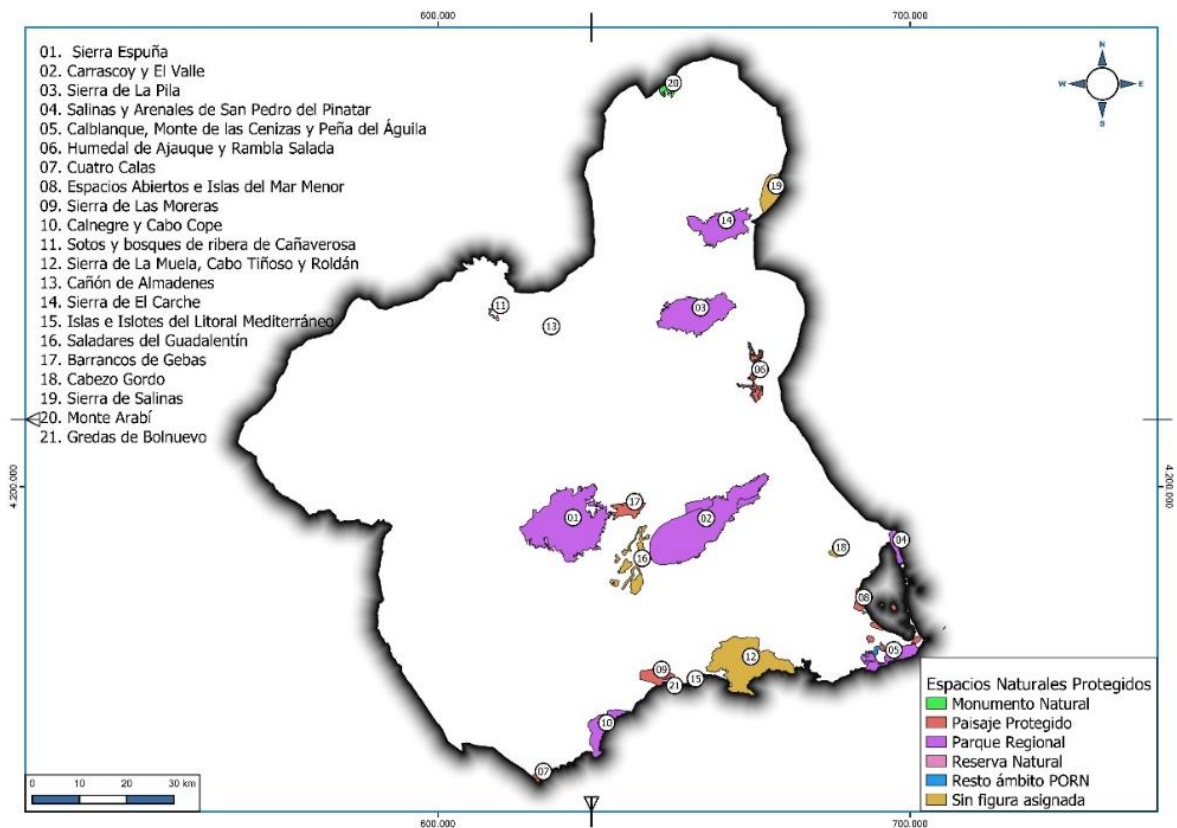 600.000
700.000
01. Sierra Espuña
02. Carrascoy y El Valle
03. Sierra de La Pila
04. Salinas y Arenales de San Pedro del Pinatar
05. Calblanque, Monte de las Cenizas y Peña del Águila
06. Humedal de Ajauque y Rambla Salada
07. Cuatro Calas
08. Espacios Abiertos e Islas del Mar Menor
09. Sierra de Las Moreras
10. Calnegre y Cabo Cope
11. Sotos y bosques de ribera de Cañaverosa
12. Sierra de La Muela, Cabo Tiñoso y Roldán
13. Cañón de Almadenes
14. Sierra de El Carche
15. Islas e Islotes del Litoral Mediterráneo
16. Saladares del Guadalentín
17. Barrancos de Gebas
18. Cabezo Gordo
19. Sierra de Salinas
20. Monte Arabí
21. Gredas de Bolnuevo
N
W
E
S
20
19
14
11
03
13
06
4.200.000
4.200.000
17
01
02
04
18
16
08
05
12
09
15
21
10
07
Espacios Naturales Protegidos
Monumento Natural
Paisaje Protegido
Parque Regional
Reserva Natural
Resto ámbito PORN
Sin figura asignada
0 10 20 30 km
600.000
700.000